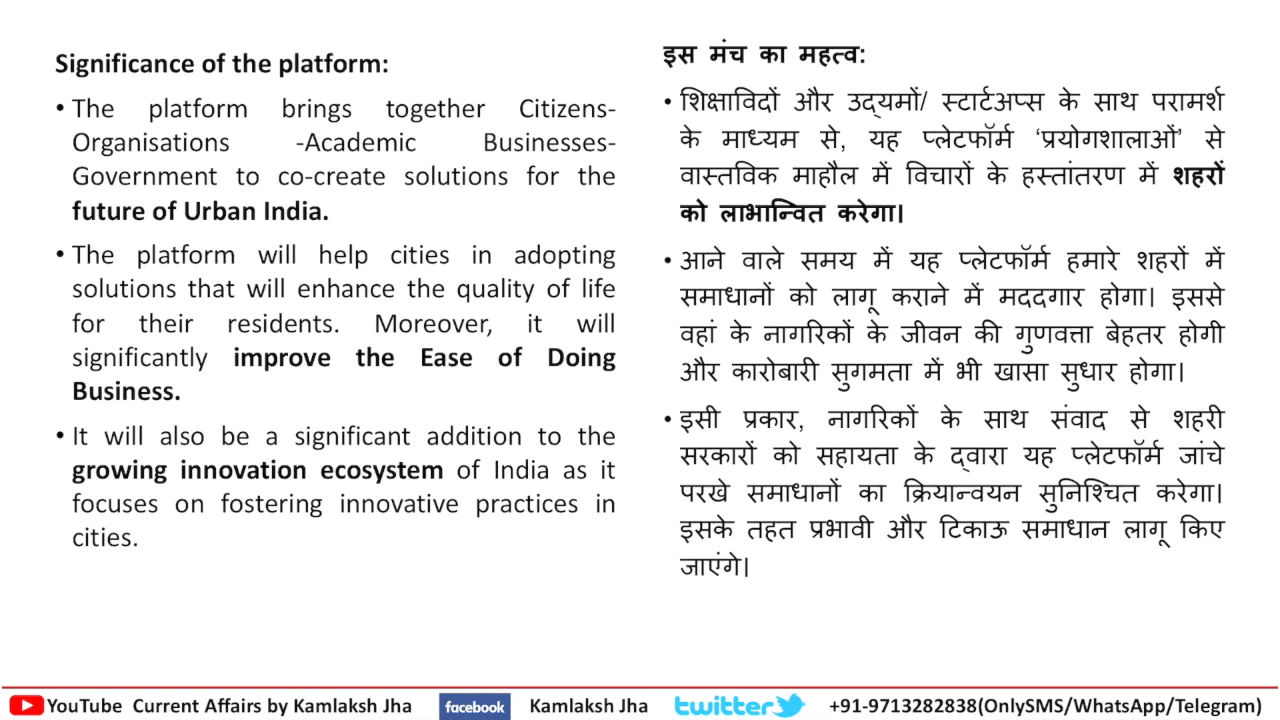 Significance of the platform:
• The platform brings together Citizens-
Organisations -Academic Businesses-
Government to co-create solutions for the
future of Urban India.
• The platform will help cities in adopting
solutions that will enhance the quality of life
for their residents. Moreover, it will
significantly improve the Ease of Doing
Business.
• It will also be a significant addition to the
growing innovation ecosystem of India as it
focuses on fostering innovative practices in
cities.
इस मंच का महत्व:
• शिक्षाविदों और उद्यमों/ स्टार्टअप्स के साथ परामर्श
के माध्यम से, यह प्लेटफॉर्म ‘प्रयोगशालाओं’ से
वास्तविक माहौल में विचारों के हस्तांतरण में शहरों
को लाभान्वित करेगा।
• आने वाले समय में यह प्लेटफॉर्म हमारे शहरों में
समाधानों को लागू कराने में मददगार होगा। इससे
वहां के नागरिकों के जीवन की गुणवत्ता बेहतर होगी
और कारोबारी सुगमता में भी खासा सुधार होगा।
• इसी प्रकार, नागरिकों के साथ संवाद से शहरी
सरकारों को सहायता के द्वारा यह प्लेटफॉर्म जांचे
परखे समाधानों का क्रियान्वयन सुनिश्चित करेगा।
इसके तहत प्रभावी और टिकाऊ समाधान लागू किए
जाएंगे।
YouTube Current Affairs by Kamlaksh Jha facebook Kamlaksh Jha twitter +91-9713282838(OnlySMS/WhatsApp/Telegram)